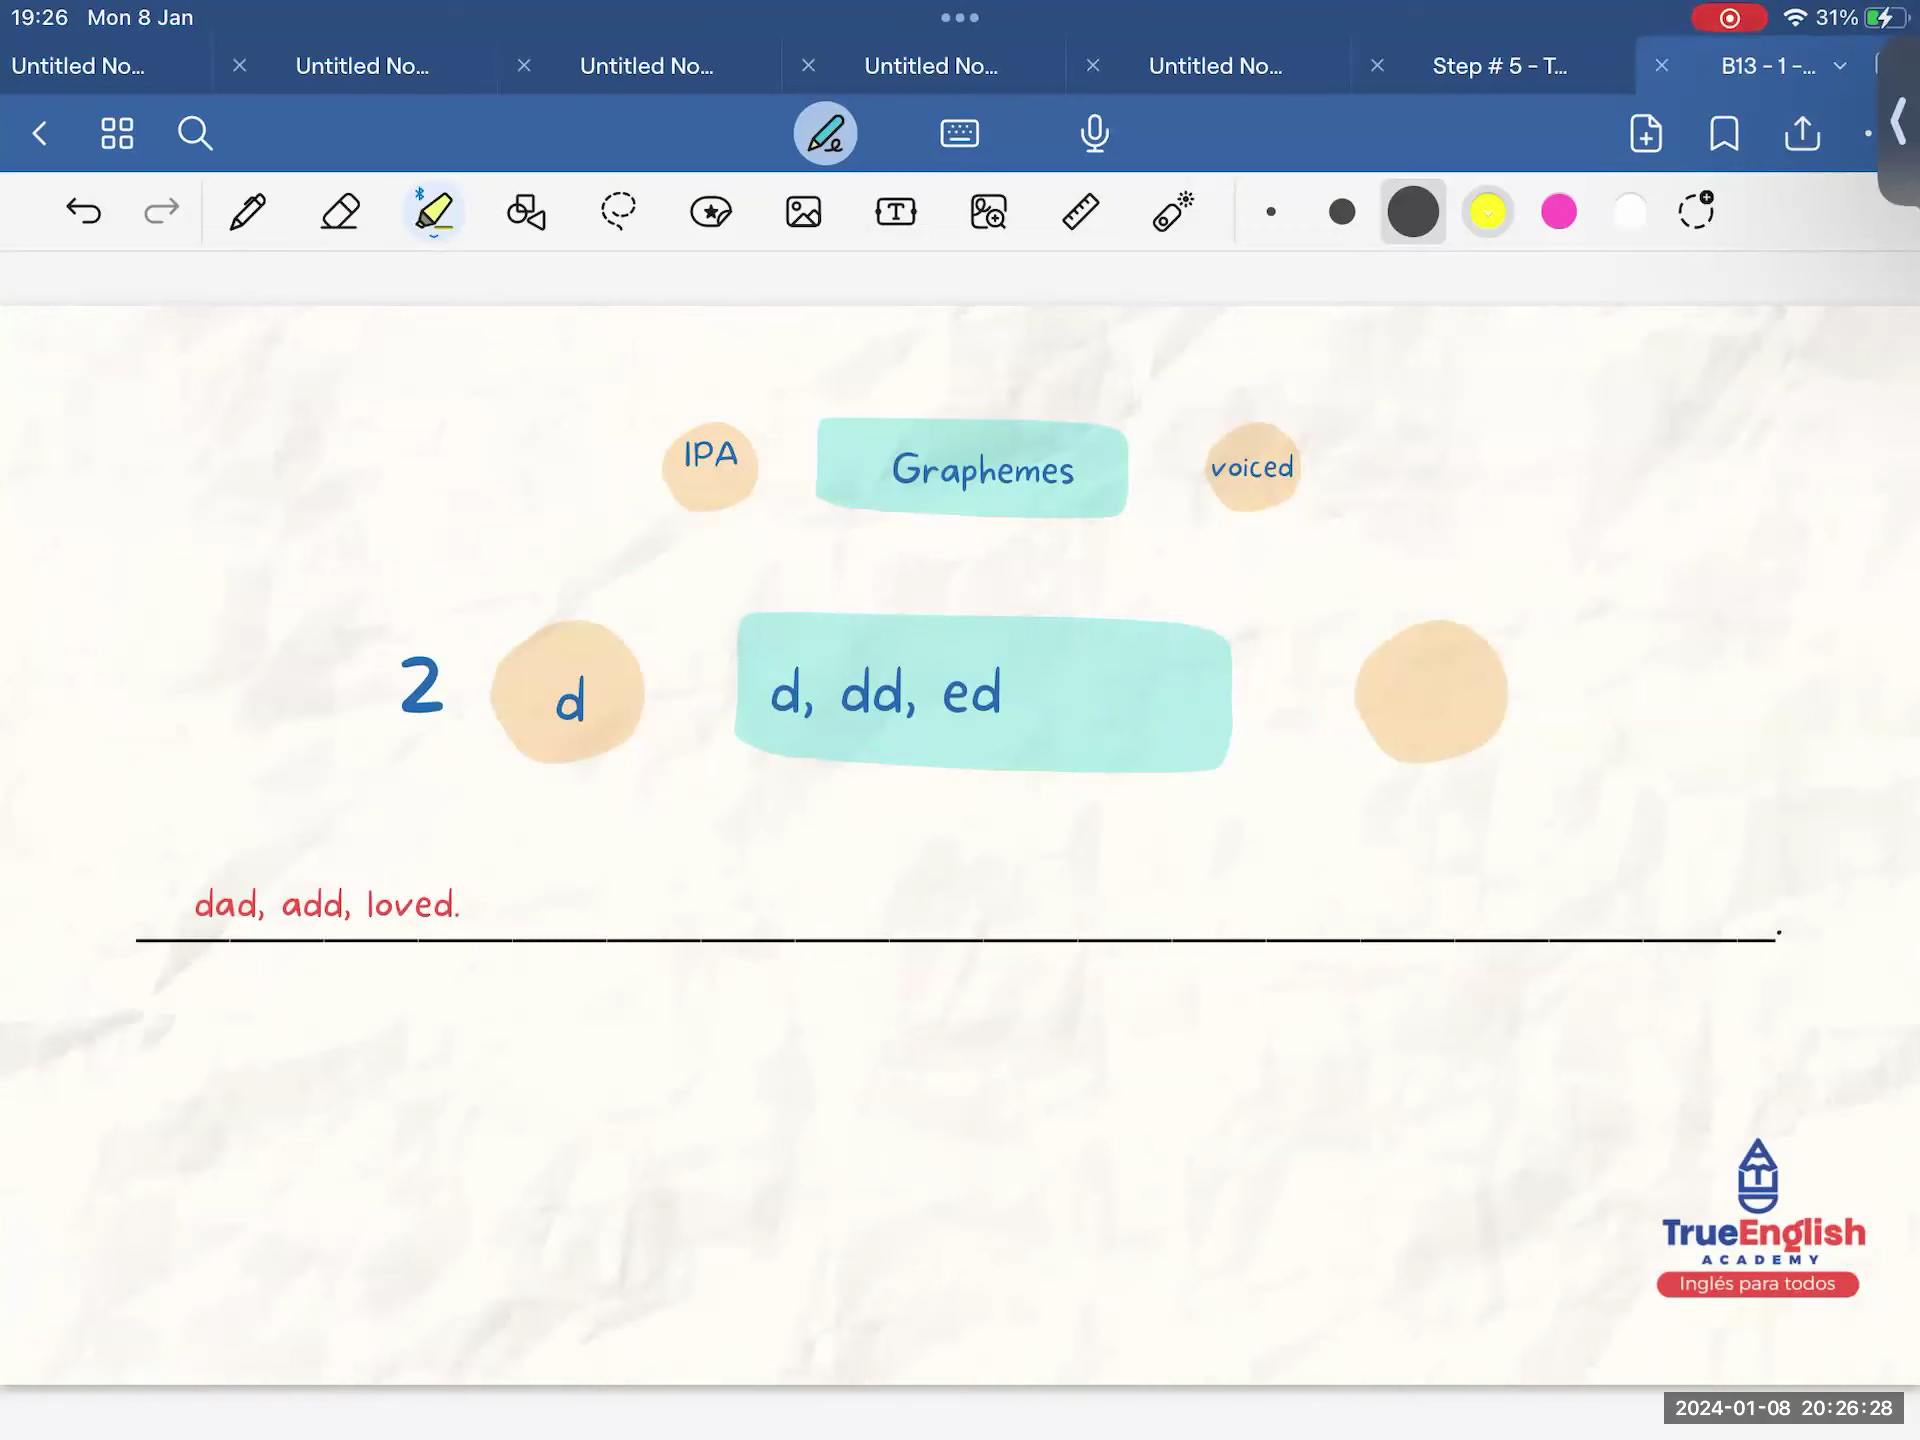 19:26 Mon 8 Jan
31%
Untitled No...
Untitled No...
Untitled No...
Untitled No...
Untitled No...
Step # 5 - T...
B13 - 1 -...
IPA
Graphemes
voiced
2
d
d, dd, ed
dad, add, loved.
.
TrueEnglish
ACADEMY
Inglés para todos
2024-01-08 20:26:28